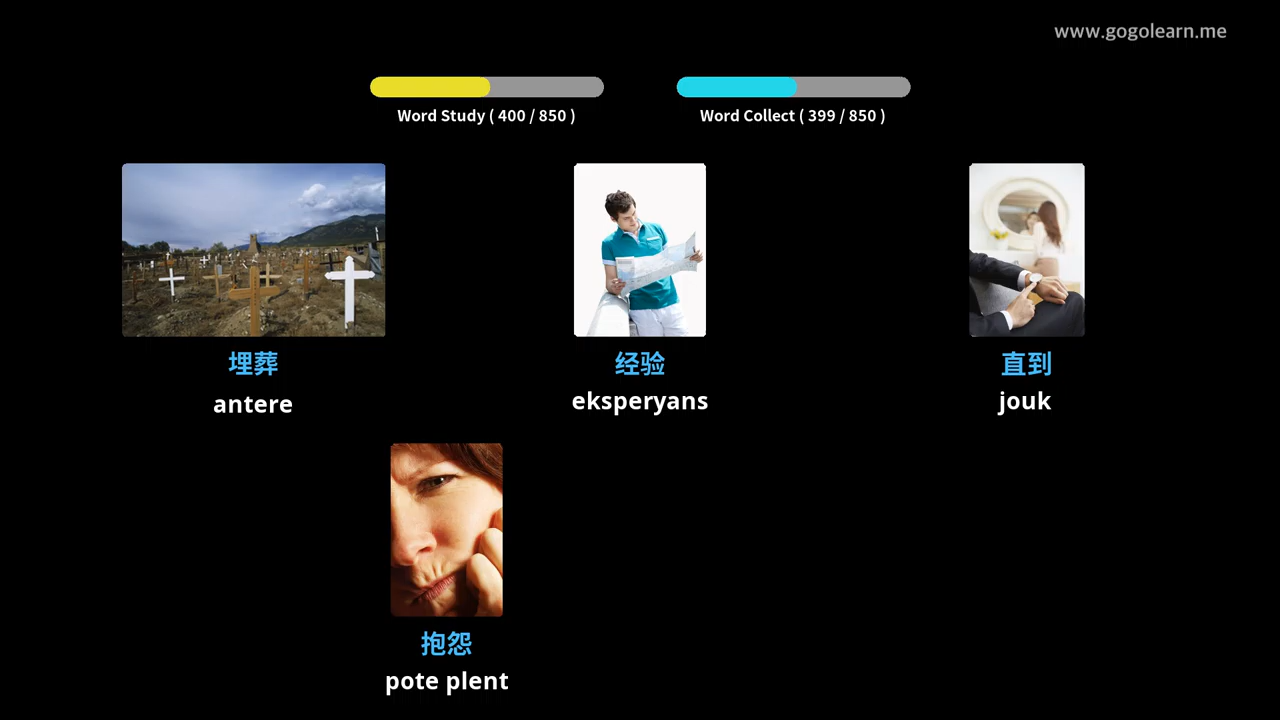 www.gogolearn.me
Word Study ( 400 / 850 )
Word Collect ( 399 / 850 )
埋葬
antere
经验
eksperyans
直到
jouk
抱怨
pote plent